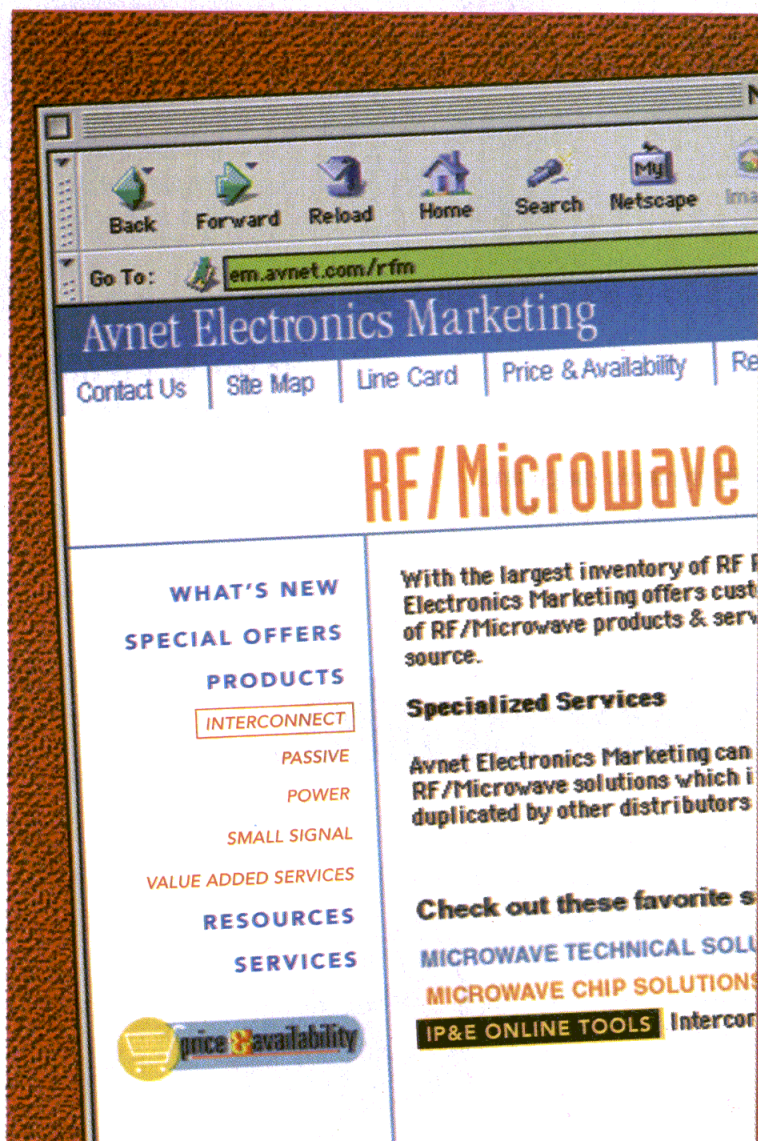 Back Forward Reload Home Search Netscape
My
Go To: em.avnet.com/rfm
Avnet Electronics Marketing
Contact Us Site Map Line Card Price & Availability
RF/Microwave
WHAT'S NEW
SPECIAL OFFERS
PRODUCTS
INTERCONNECT
PASSIVE
POWER
SMALL SIGNAL
VALUE ADDED SERVICES
RESOURCES
SERVICES
price & availability
With the largest inventory of RF
Electronics Marketing offers
of RF/Microwave products &
source.
Specialized Services
Avnet Electronics Marketing can
RF/Microwave solutions which
duplicated by other distributors
Check out these favorite
MICROWAVE TECHNICAL
MICROWAVE CHIP SOLUTIONS
IP&E ONLINE TOOLS